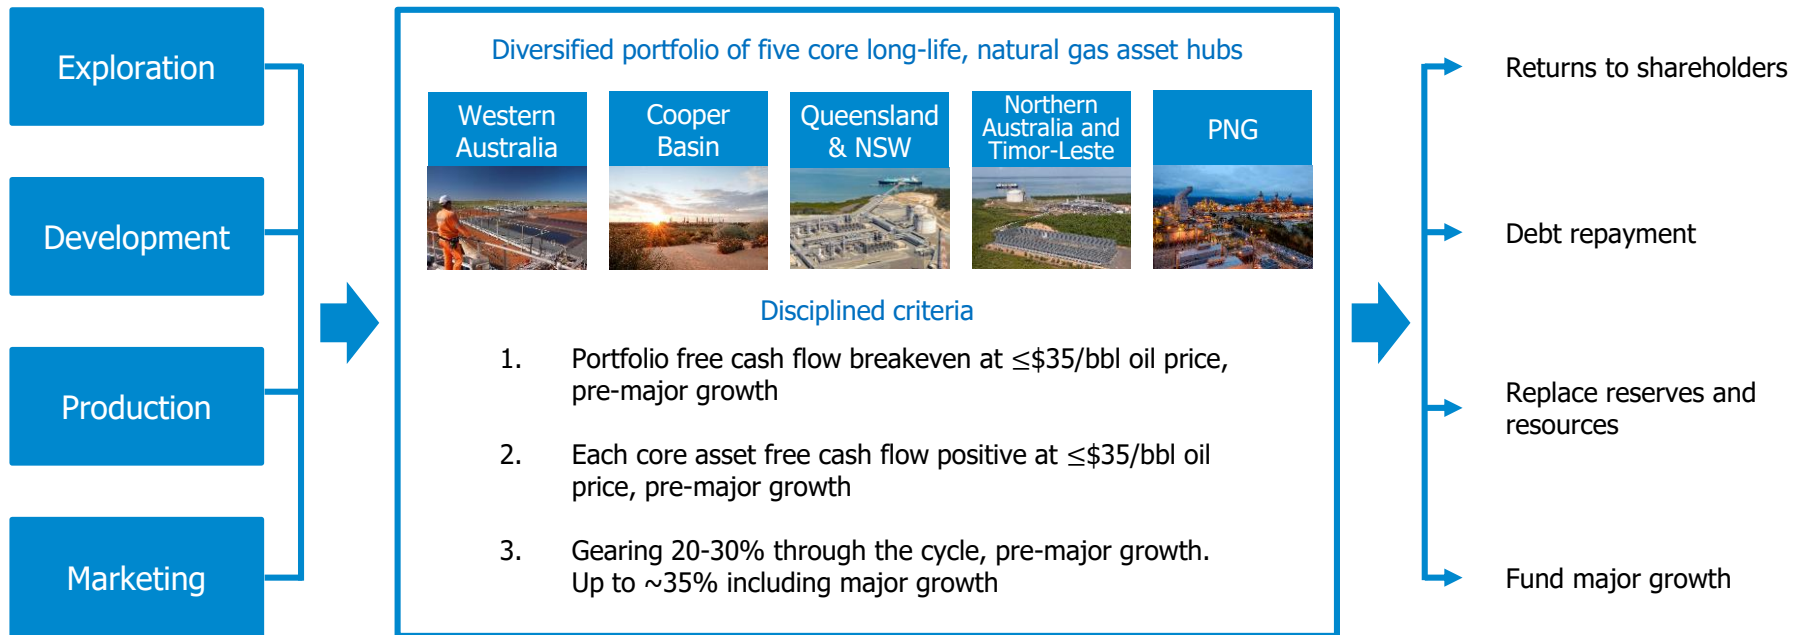 Exploration
Development
Production
Marketing
Diversified portfolio of five core long-life, natural gas asset hubs
Western
Australia
Cooper
Basin
Queensland
& NSW
Northern
Australia and
Timor-Leste
PNG
Disciplined criteria
1. Portfolio free cash flow breakeven at ≤$35/bbl oil price,
pre-major growth
2. Each core asset free cash flow positive at ≤$35/bbl oil
price, pre-major growth
3. Gearing 20-30% through the cycle, pre-major growth.
Up to ~35% including major growth
Returns to shareholders
Debt repayment
Replace reserves and
resources
Fund major growth